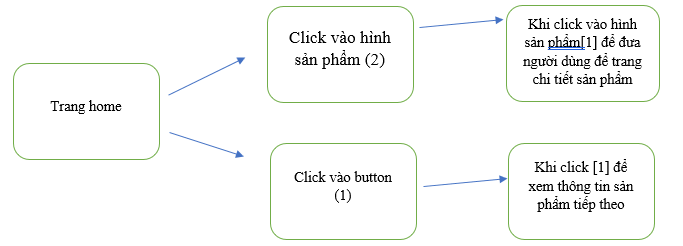 Trang home
Click vào hình
sản phẩm (2)
Khi click vào hình
sản phẩm[1] để đưa
người dùng để trang
chi tiết sản phẩm
Click vào button
(1)
Khi click [1] để
xem thông tin sản
phẩm tiếp theo